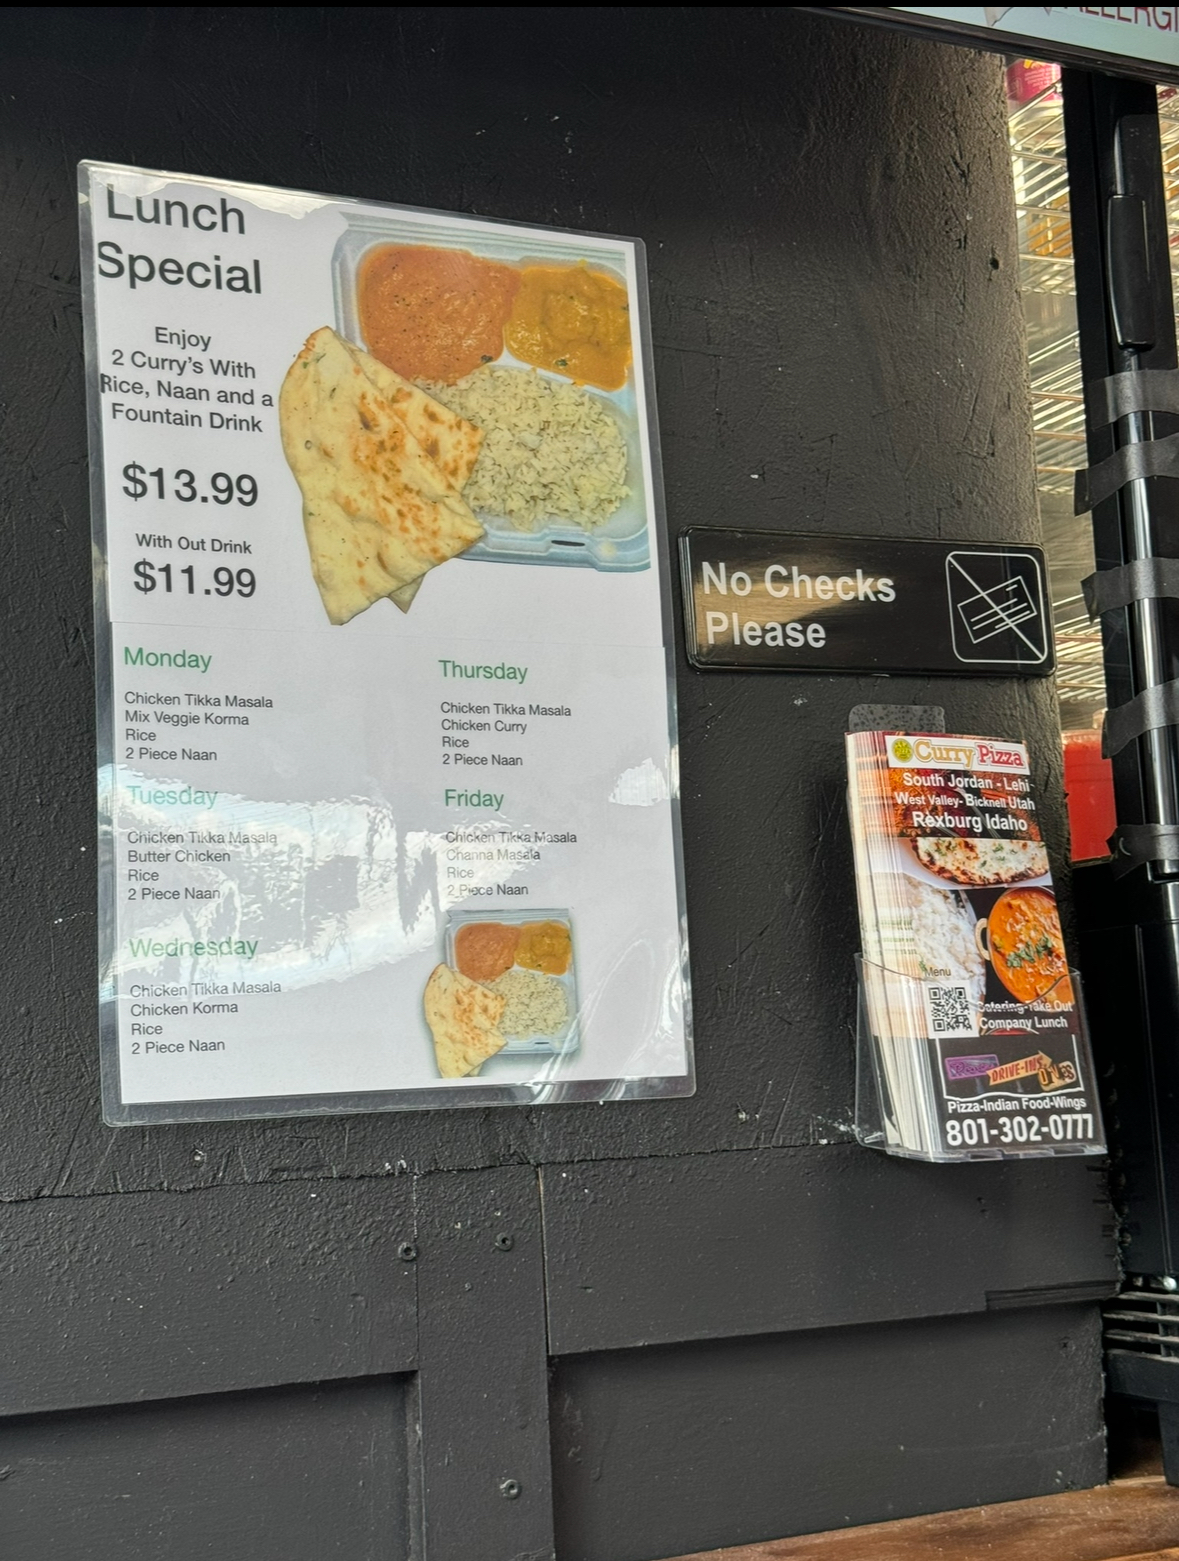 ALLERGI
Lunch
Special
Enjoy
2 Curry's With
Rice, Naan and a
Fountain Drink
$13.99
With Out Drink
$11.99
Monday
Chicken Tikka Masala
Mix Veggie Korma
Rice
2 Piece Naan
Tuesday
Chicken Tikka Masala
Butter Chicken
Rice
2 Piece Naan
Wednesday
Chicken Tikka Masala
Chicken Korma
Rice
2 Piece Naan
Thursday
Chicken Tikka Masala
Chicken Curry
Rice
2 Piece Naan
Friday
Chicken Tikka Masala
Channa Masala
Rice
2 Piece Naan
No Checks
Please
Curry Pizza
South Jordan - Lehi
West Valley- Bicknell Utah
Rexburg Idaho
Menu
Catering-Take Out
Company Lunch
DRIVE-INS
Pizza-Indian Food-Wings
801-302-0777